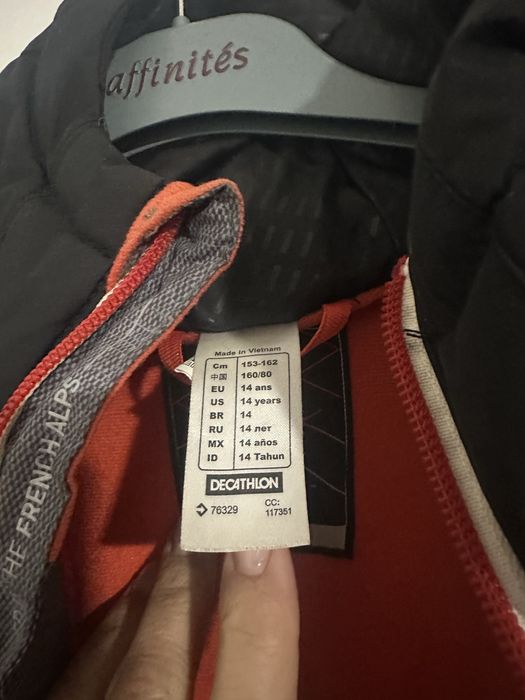 affinités
Made in Vietnam
Cm 153-162
中国 160/80
EU 14 ans
US 14 years
BR 14
RU 14 лет
MX 14 años
ID 14 Tahun
DECATHLON
76329 CC: 117351
HE FRENCH ALPS